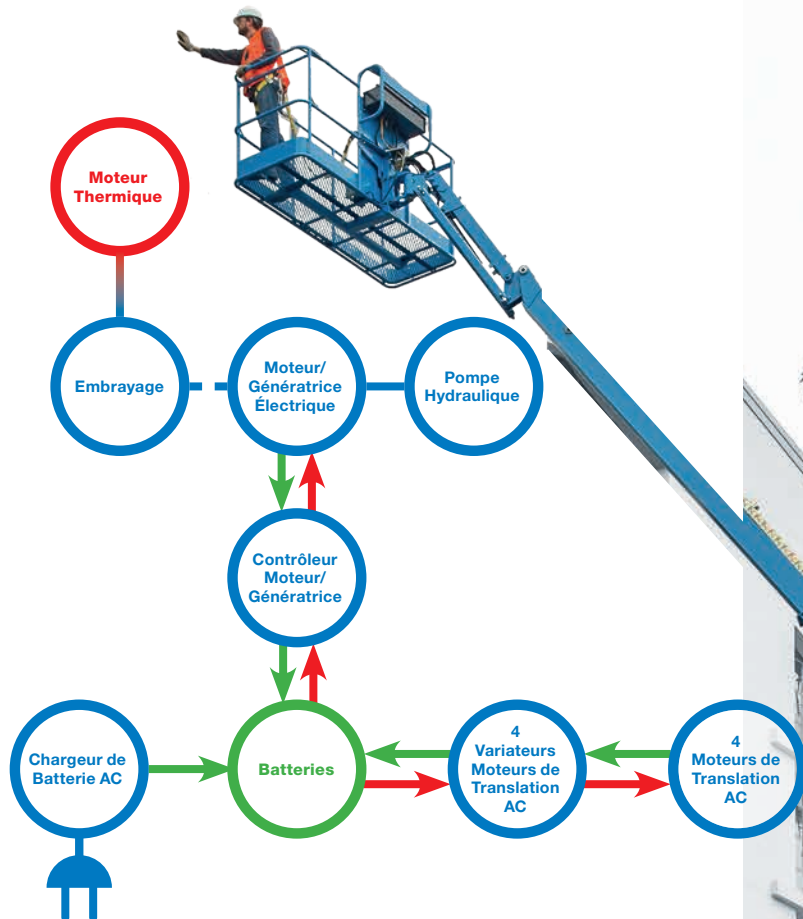 Moteur
Thermique
Embrayage
Moteur/
Génératrice
Électrique
Pompe
Hydraulique
Contrôleur
Moteur/
Génératrice
Chargeur de
Batterie AC
Batteries
4
Variateurs
Moteurs de
Translation
AC
4
Moteurs de
Translation
AC